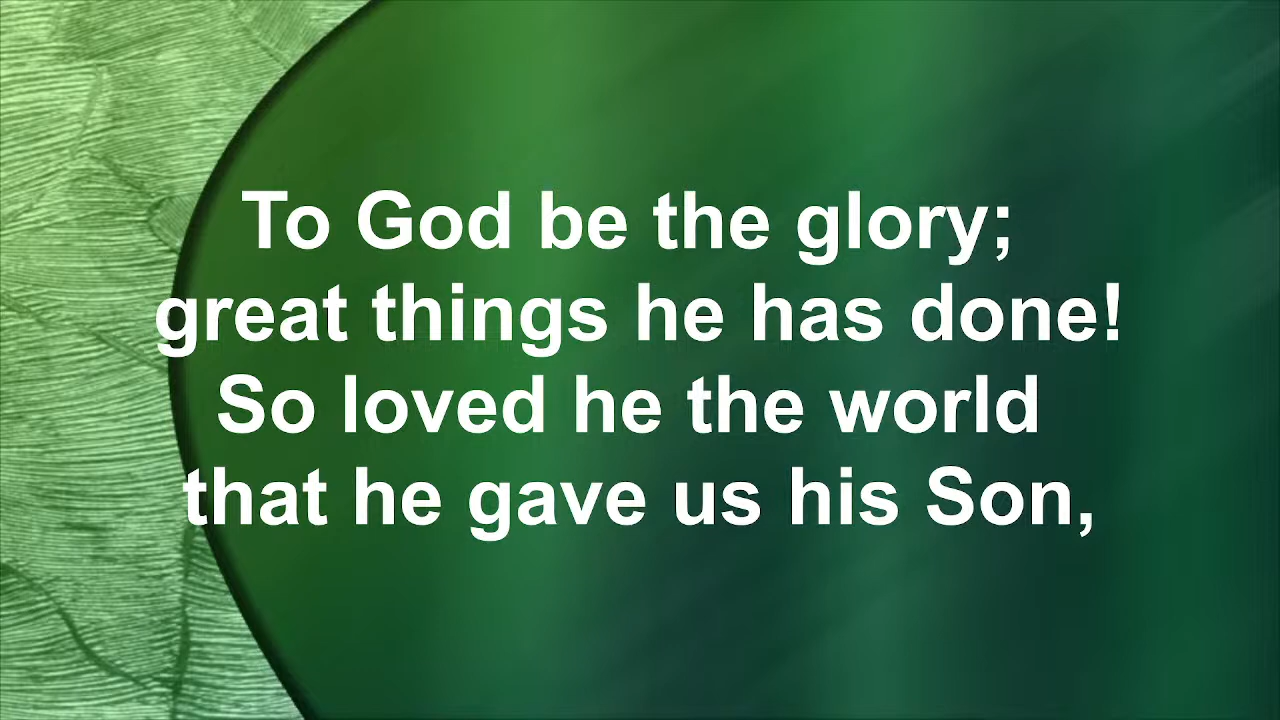 To God be the glory;
great things he has done!
So loved he the world
that he gave us his Son,